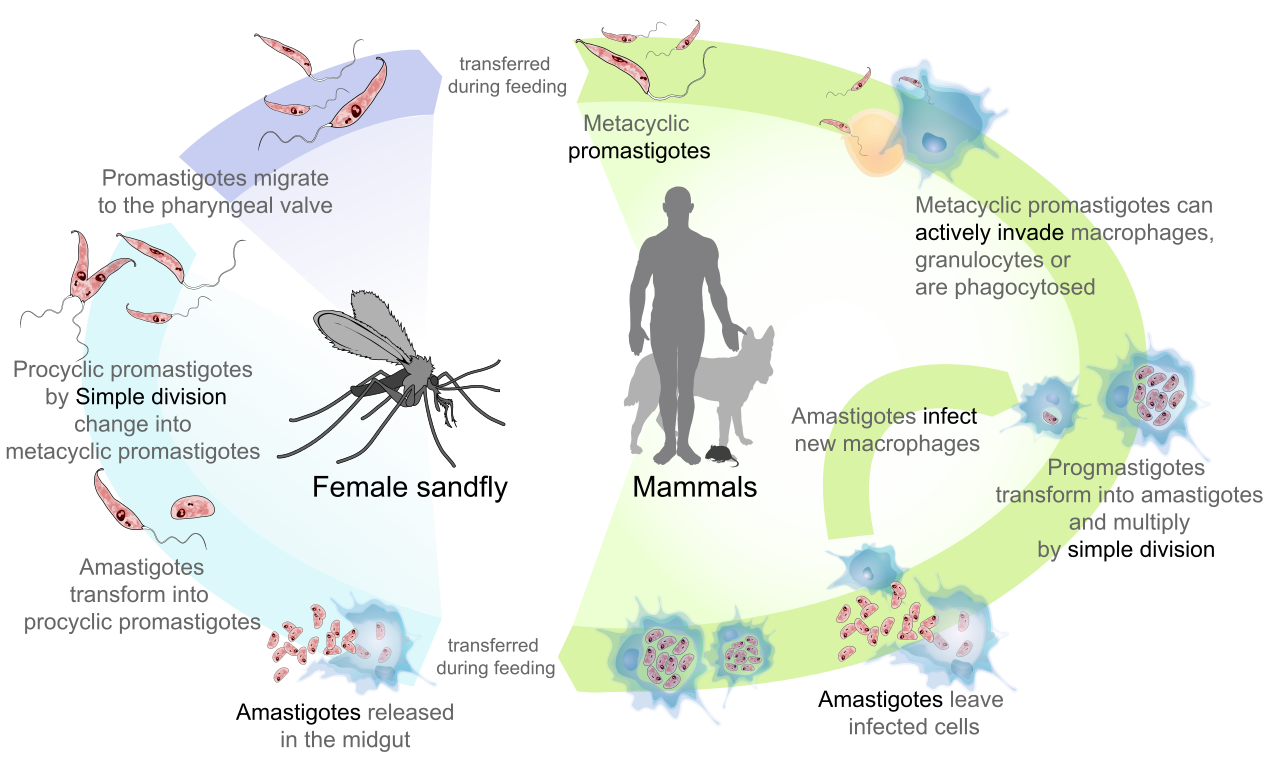 transferred
during feeding
Metacyclic
promastigotes
Promastigotes migrate
to the pharyngeal valve
Metacyclic promastigotes can
actively invade macrophages,
granulocytes or
are phagocytosed
Procyclic promastigotes
by Simple division
change into
metacyclic promastigotes
Amastigotes infect
new macrophages
Progmastigotes
transform into amastigotes
and multiply
by simple division
Female sandfly
Mammals
Amastigotes
transform into
procyclic promastigotes
transferred
during feeding
Amastigotes released
in the midgut
Amastigotes leave
infected cells